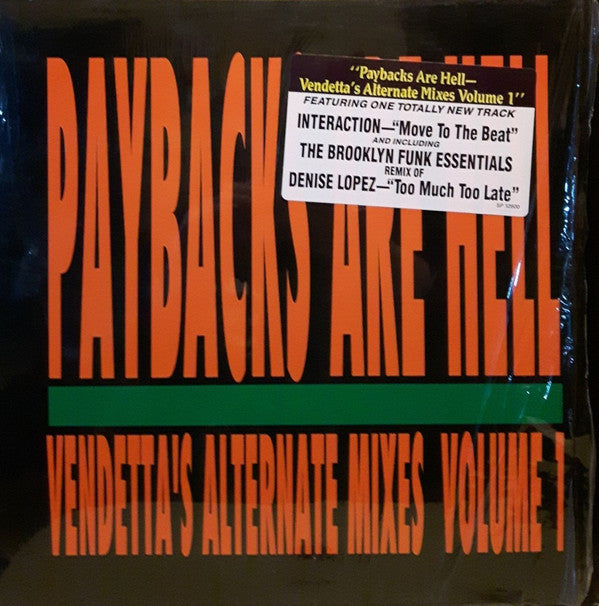 PAYBACKS ARE HELL
"Paybacks Are Hell—
Vendetta's Alternate Mixes Volume 1"
FEATURING ONE TOTALLY NEW TRACK
INTERACTION—"Move To The Beat"
AND INCLUDING
THE BROOKLYN FUNK ESSENTIALS
REMIX OF
DENISE LOPEZ—"Too Much Too Late"
VENDETTA'S ALTERNATE MIXES VOLUME 1